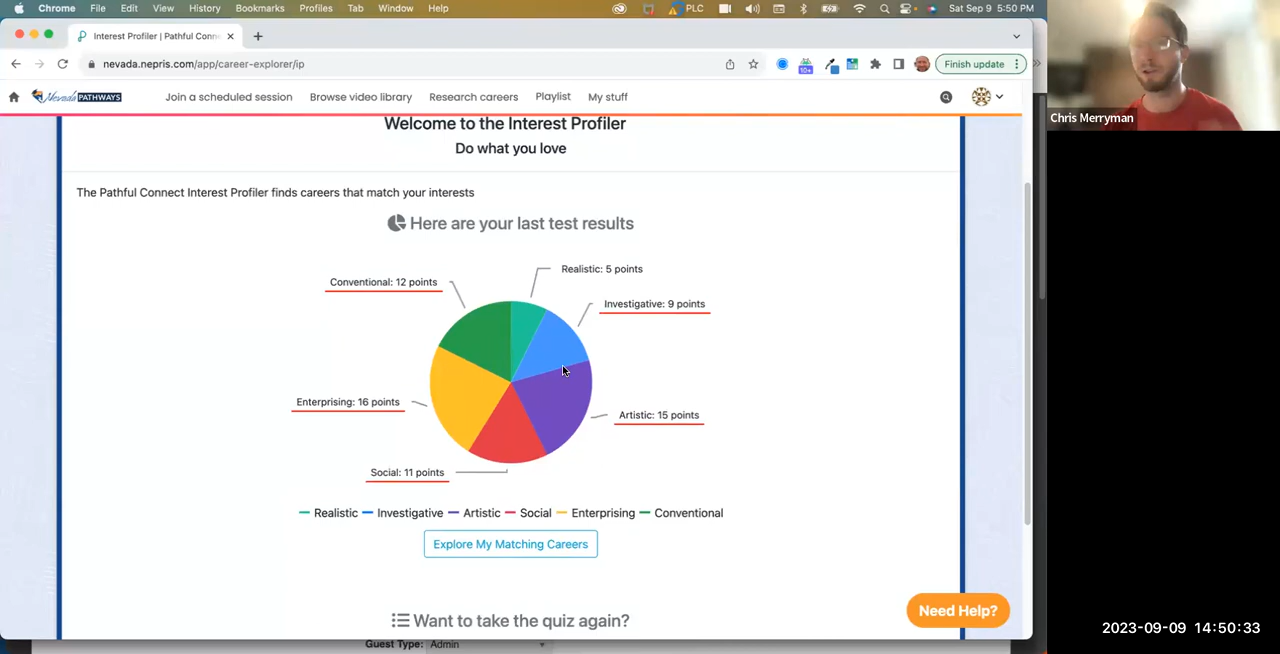 Chrome File Edit View History Bookmarks Profiles Tab Window Help PLC Sat Sep 9 5:50 PM
Interest Profiler | Pathful Conn
nevada.nepris.com/app/career-explorer/ip 10+ Finish update
Nevada PATHWAYS Join a scheduled session Browse video library Research careers Playlist My stuff
Chris Merryman
Welcome to the Interest Profiler
Do what you love
The Pathful Connect Interest Profiler finds careers that match your interests
Here are your last test results
Realistic: 5 points
Conventional: 12 points
Investigative: 9 points
Enterprising: 16 points
Artistic: 15 points
Social: 11 points
Realistic Investigative Artistic Social Enterprising Conventional
Explore My Matching Careers
Need Help?
Want to take the quiz again?
2023-09-09 14:50:33
Guest Type: Admin